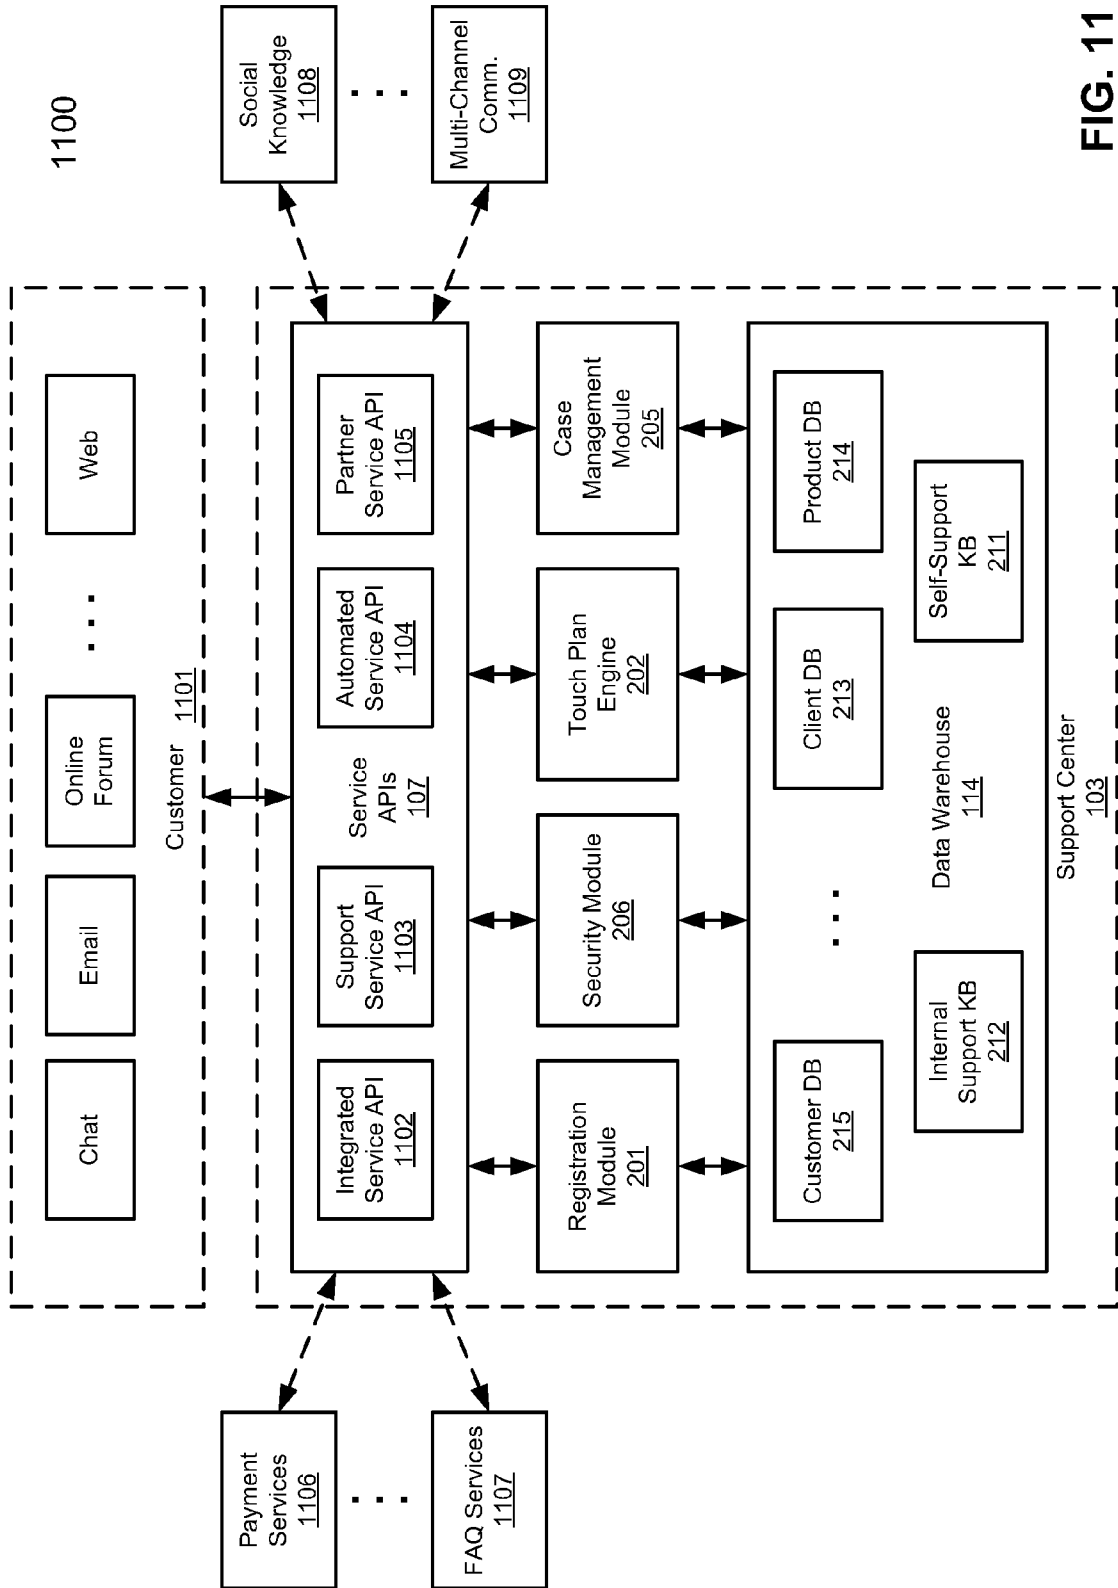 1100
Chat
Email
Online
Forum
. . .
Web
Customer
1101
Payment
Services
1106
. . .
FAQ Services
1107
Integrated
Service API
1102
Support
Service API
1103
Service
APIs
107
Automated
Service API
1104
Partner
Service API
1105
Social
Knowledge
1108
. . .
Multi-Channel
Comm.
1109
Registration
Module
201
Security Module
206
Touch Plan
Engine
202
Case
Management
Module
205
Customer DB
215
. . .
Client DB
213
Product DB
214
Internal
Support KB
212
Data Warehouse
114
Self-Support
KB
211
Support Center
103
FIG. 11